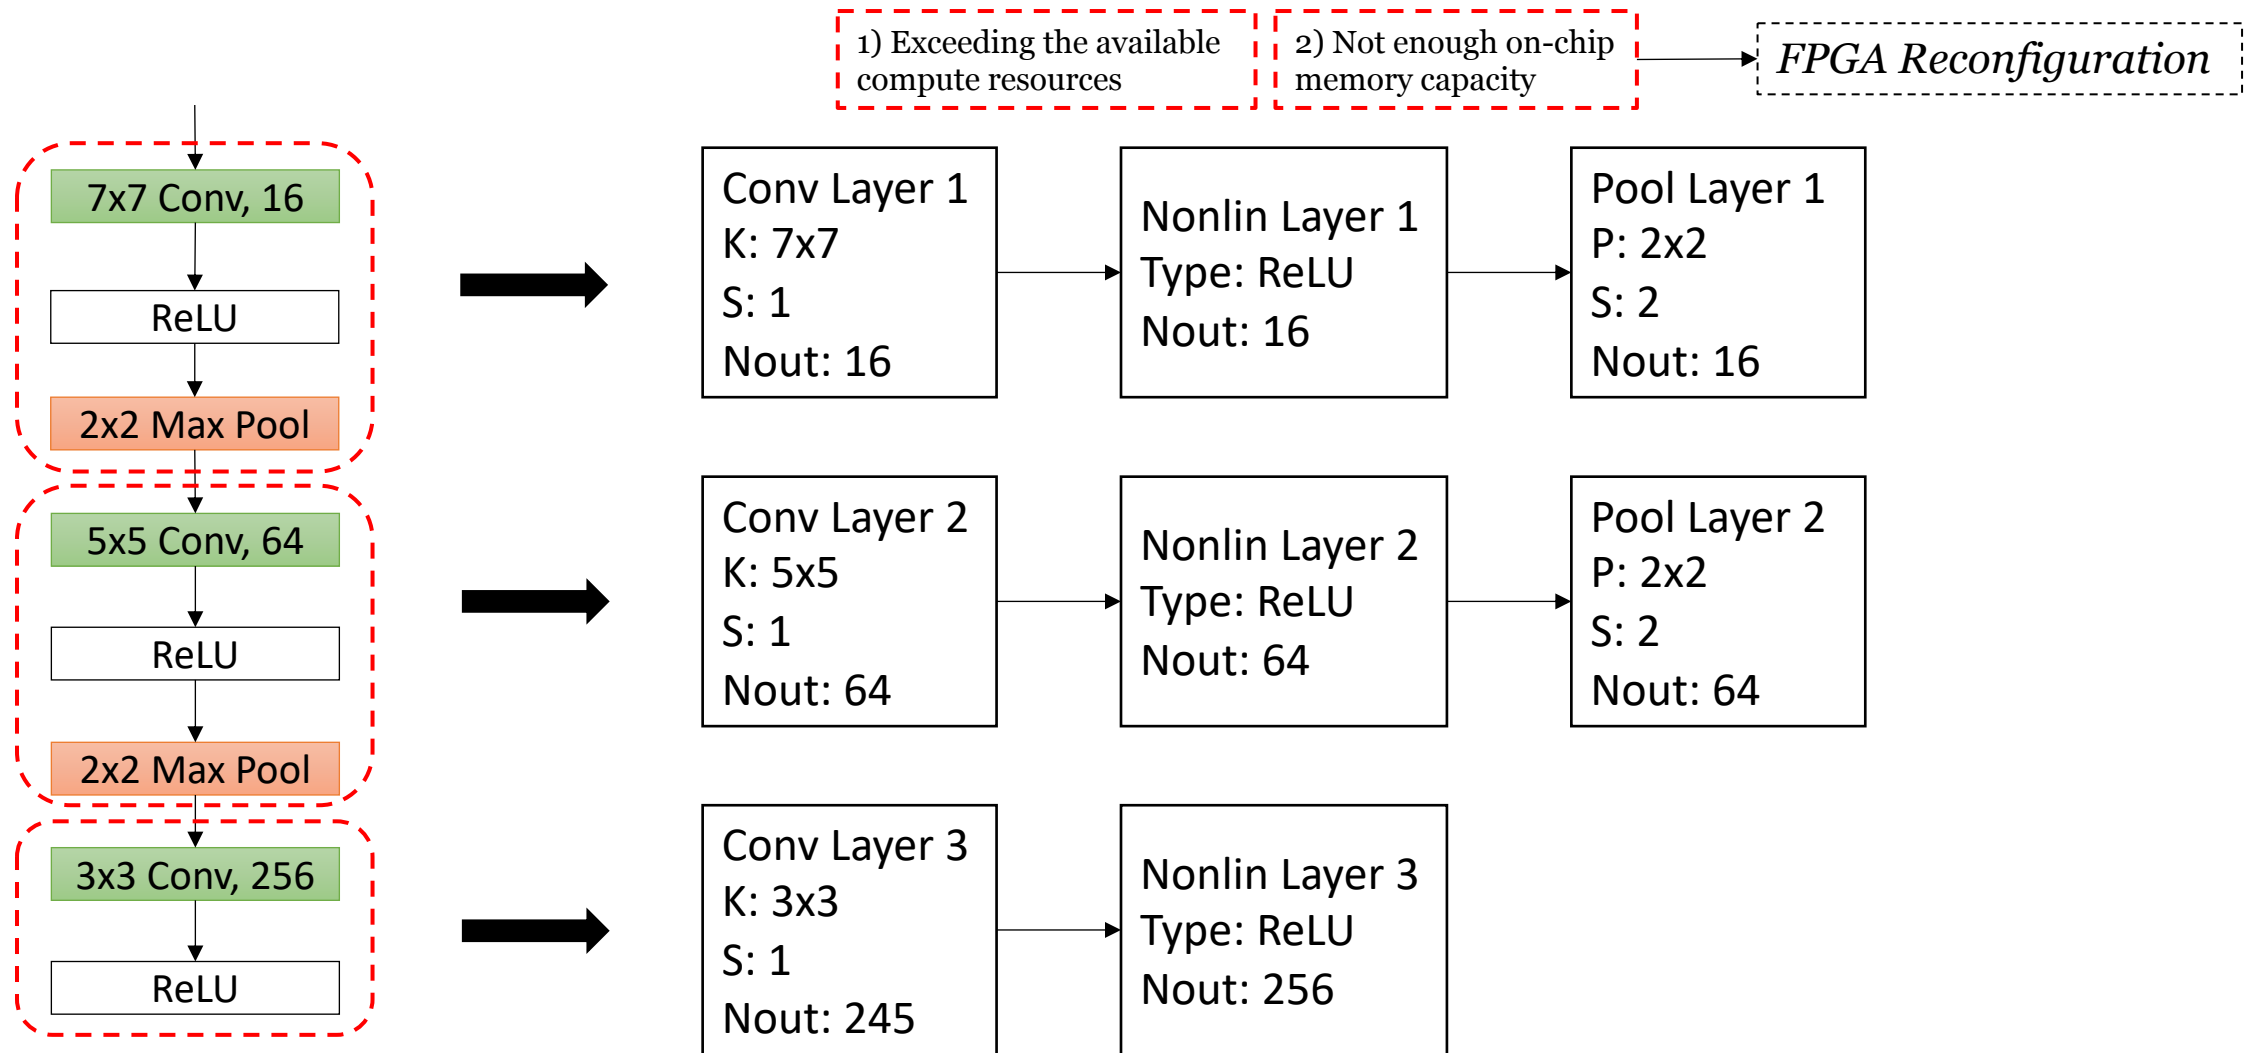 1) Exceeding the available
compute resources
2) Not enough on-chip
memory capacity
FPGA Reconfiguration
7x7 Conv, 16
ReLU
2x2 Max Pool
5x5 Conv, 64
ReLU
2x2 Max Pool
3x3 Conv, 256
ReLU
Conv Layer 1
K: 7x7
S: 1
Nout: 16
Nonlin Layer 1
Type: ReLU
Nout: 16
Pool Layer 1
P: 2x2
S: 2
Nout: 16
Conv Layer 2
K: 5x5
S: 1
Nout: 64
Nonlin Layer 2
Type: ReLU
Nout: 64
Pool Layer 2
P: 2x2
S: 2
Nout: 64
Conv Layer 3
K: 3x3
S: 1
Nout: 245
Nonlin Layer 3
Type: ReLU
Nout: 256